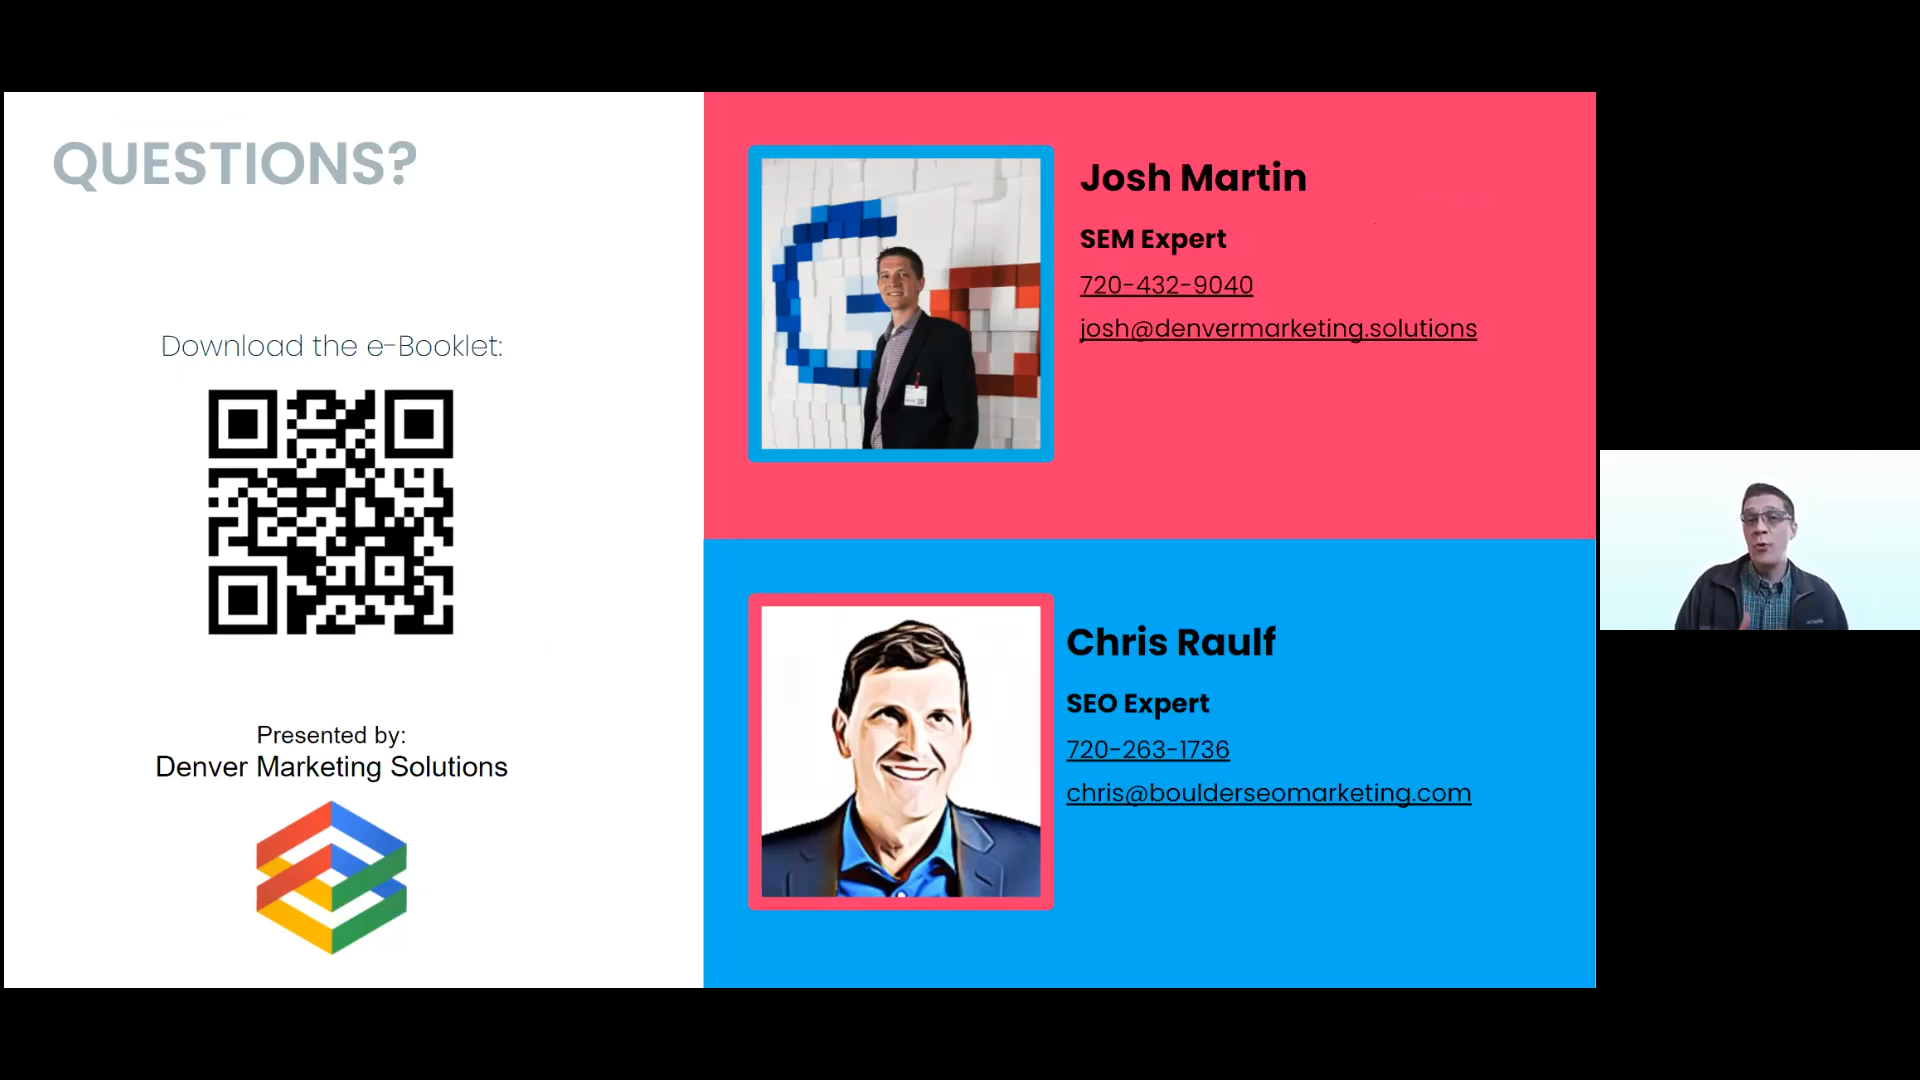 QUESTIONS?
Download the e-Booklet:
Presented by:
Denver Marketing Solutions
Josh Martin
SEM Expert
720-432-9040
josh@denvermarketing.solutions
Chris Raulf
SEO Expert
720-263-1736
chris@boulderseomarketing.com